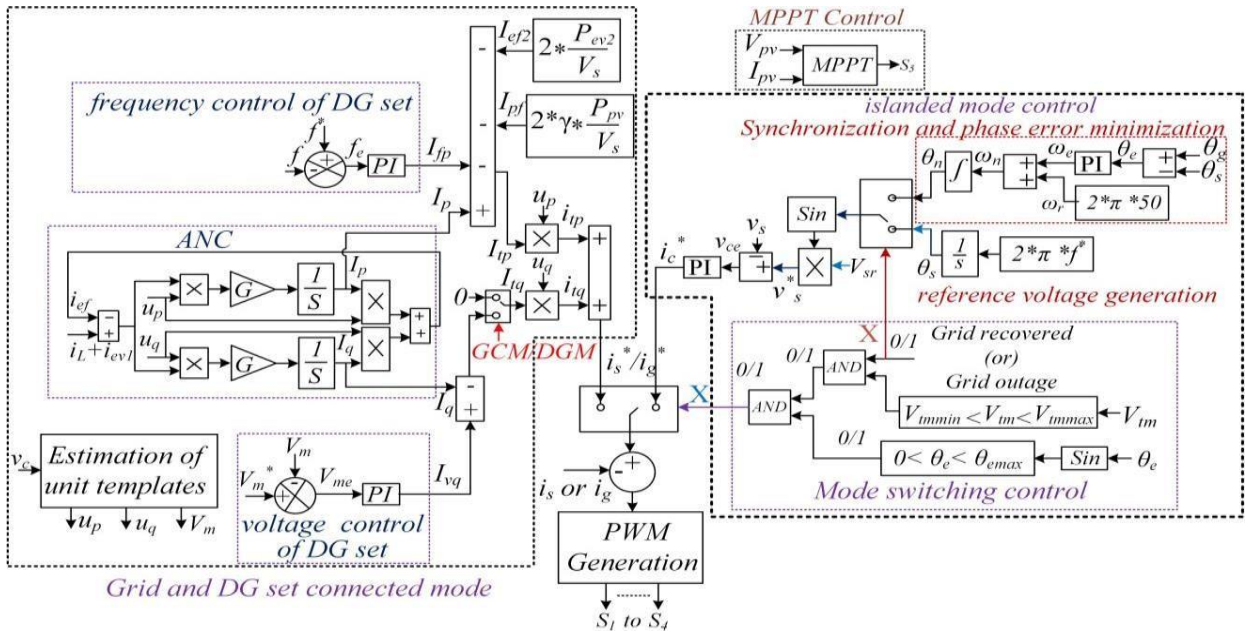 MPPT Control
V_pv
I_pv
MPPT
S_5
frequency control of DG set
f*
f
f_e
PI
I_fp
I_ef2
2* P_ev2 / V_s
I_pf
2*γ* P_pv / V_s
-
-
-
+
I_p
I_tp
u_p
×
i_tp
+
+
u_q
×
i_tq
I_tq
0
GCM/DGM
ANC
i_ef
i_L + i_ev1
-
+
u_p
u_q
×
G
1/S
I_p
×
×
G
1/S
I_q
×
+
+
-
+
I_q
v_c
Estimation of
unit templates
u_p u_q V_m
V_m
V_m*
+
-
V_me
PI
I_vq
voltage control
of DG set
Grid and DG set connected mode
islanded mode control
Synchronization and phase error minimization
θ_n
∫
ω_n
+
+
ω_e
PI
θ_e
+
-
θ_g
θ_s
ω_r
2*π *50
Sin
v_s
i_c*
PI
v_ce
-
+
v*_s
×
V_sr
θ_s
1/s
2*π *f*
reference voltage generation
X
0/1
Grid recovered
(or)
Grid outage
0/1
AND
0/1
AND
X
V_tmmin < V_tm < V_tmmax
V_tm
0/1
0< θ_e < θ_emax
Sin
θ_e
Mode switching control
i_s*/i_g*
+
-
i_s or i_g
PWM
Generation
S_1 to S_4